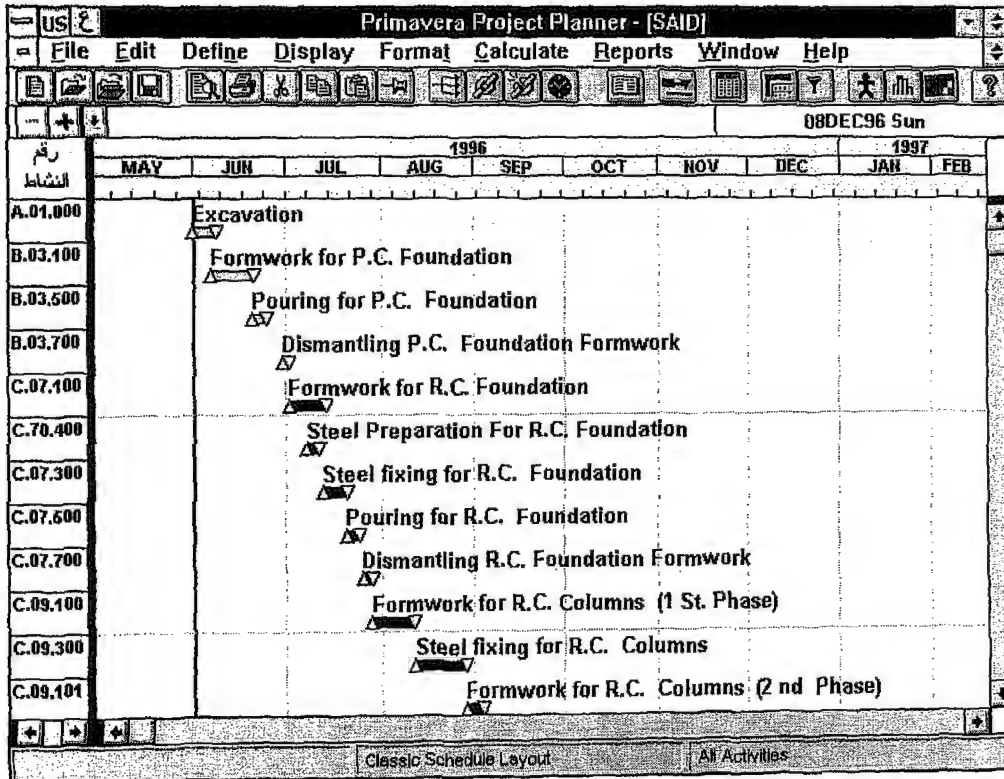 US ع Primavera Project Planner - [SAID]
File Edit Define Display Format Calculate Reports Window Help
08DEC96 Sun
رقم النشاط
1996 1997
MAY JUN JUL AUG SEP OCT NOV DEC JAN FEB
A.01.000 Excavation
B.03.100 Formwork for P.C. Foundation
B.03.500 Pouring for P.C. Foundation
B.03.700 Dismantling P.C. Foundation Formwork
C.07.100 Formwork for R.C. Foundation
C.70.400 Steel Preparation For R.C. Foundation
C.07.300 Steel fixing for R.C. Foundation
C.07.600 Pouring for R.C. Foundation
C.07.700 Dismantling R.C. Foundation Formwork
C.09.100 Formwork for R.C. Columns (1 St. Phase)
C.09.300 Steel fixing for R.C. Columns
C.09.101 Formwork for R.C. Columns (2 nd Phase)
Classic Schedule Layout All Activities